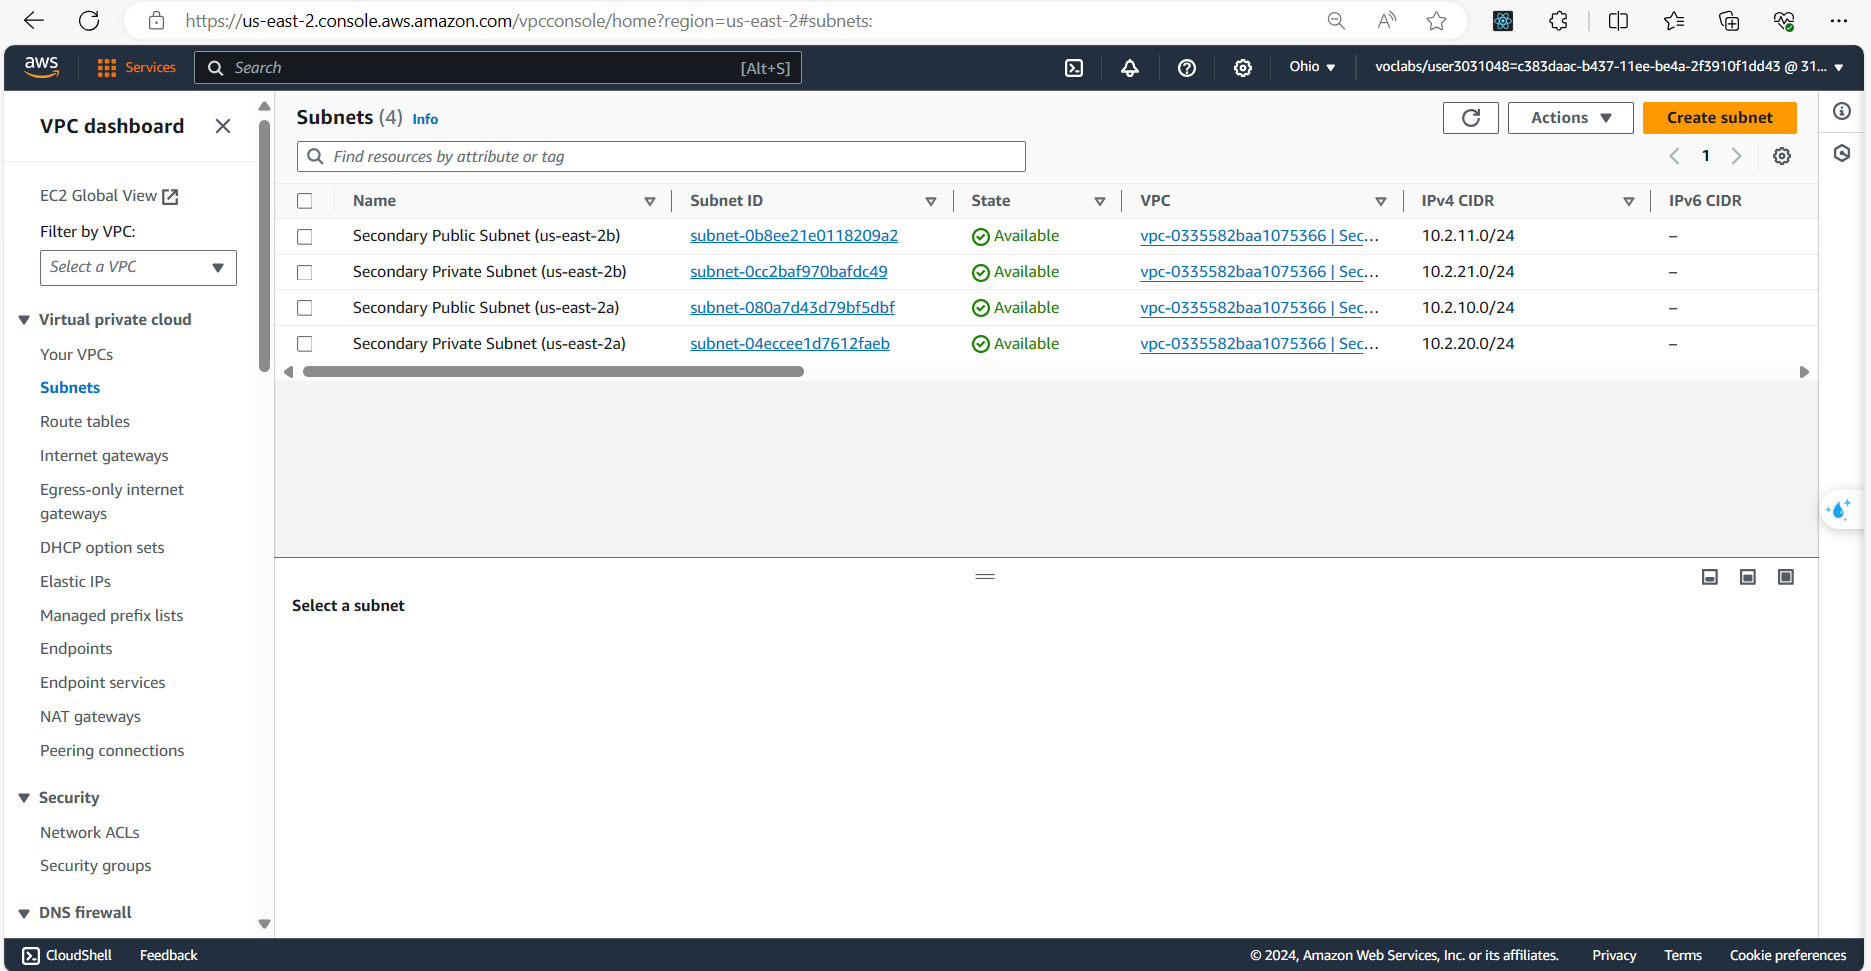 https://us-east-2.console.aws.amazon.com/vpcconsole/home?region=us-east-2#subnets:
aws
Services
Search
[Alt+S]
Ohio
voclabs/user3031048=c383daac-b437-11ee-be4a-2f3910f1dd43 @ 31...
VPC dashboard
EC2 Global View
Filter by VPC:
Select a VPC
Virtual private cloud
Your VPCs
Subnets
Route tables
Internet gateways
Egress-only internet
gateways
DHCP option sets
Elastic IPs
Managed prefix lists
Endpoints
Endpoint services
NAT gateways
Peering connections
Security
Network ACLs
Security groups
DNS firewall
Subnets (4) Info
Actions
Create subnet
Find resources by attribute or tag
1
Name Subnet ID State VPC IPv4 CIDR IPv6 CIDR
Secondary Public Subnet (us-east-2b) subnet-0b8ee21e0118209a2 Available vpc-0335582baa1075366 | Sec... 10.2.11.0/24 –
Secondary Private Subnet (us-east-2b) subnet-0cc2baf970bafdc49 Available vpc-0335582baa1075366 | Sec... 10.2.21.0/24 –
Secondary Public Subnet (us-east-2a) subnet-080a7d43d79bf5dbf Available vpc-0335582baa1075366 | Sec... 10.2.10.0/24 –
Secondary Private Subnet (us-east-2a) subnet-04eccee1d7612faeb Available vpc-0335582baa1075366 | Sec... 10.2.20.0/24 –
Select a subnet
CloudShell
Feedback
© 2024, Amazon Web Services, Inc. or its affiliates.
Privacy
Terms
Cookie preferences